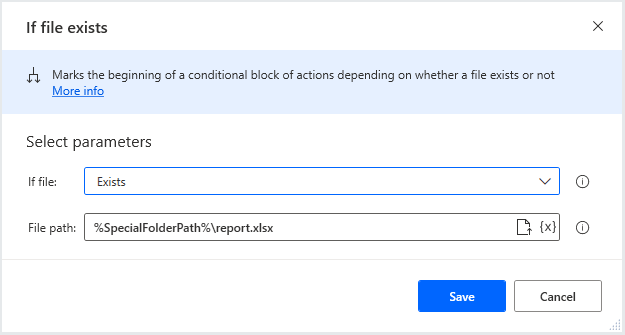 If file exists
Marks the beginning of a conditional block of actions depending on whether a file exists or not
More info
Select parameters
If file: Exists
File path: %SpecialFolderPath%\report.xlsx {x}
Save Cancel